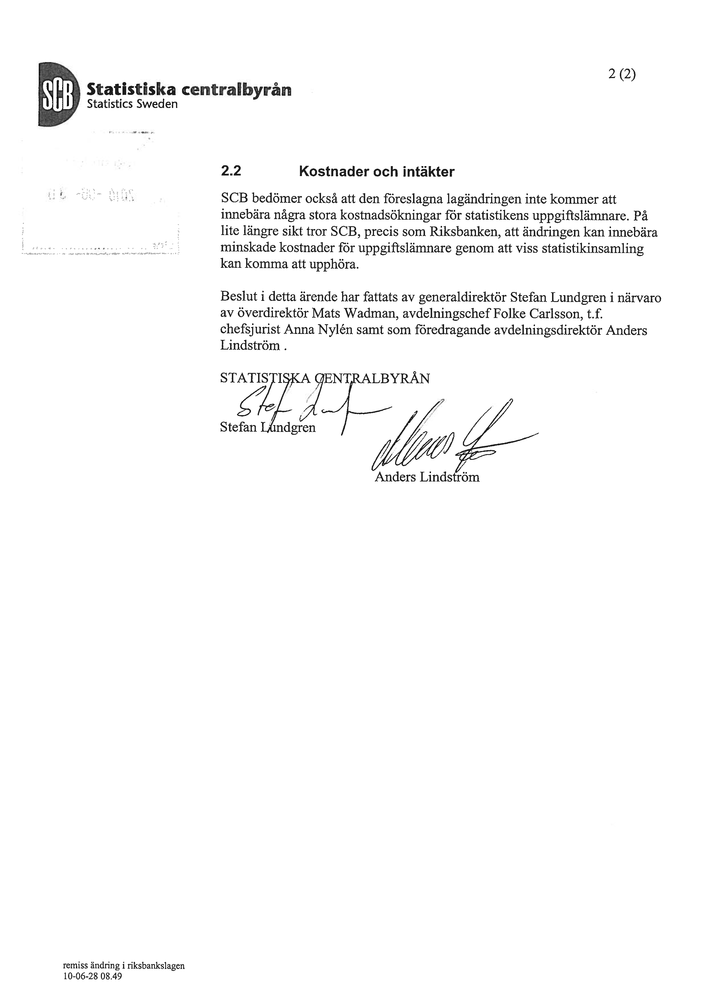 2 (2)
SCB
Statistiska centralbyrån
Statistics Sweden
2.2 Kostnader och intäkter
SCB bedömer också att den föreslagna lagändringen inte kommer att
innebära några stora kostnadsökningar för statistikens uppgiftslämnare. På
lite längre sikt tror SCB, precis som Riksbanken, att ändringen kan innebära
minskade kostnader för uppgiftslämnare genom att viss statistikinsamling
kan komma att upphöra.
Beslut i detta ärende har fattats av generaldirektör Stefan Lundgren i närvaro
av överdirektör Mats Wadman, avdelningschef Folke Carlsson, t.f.
chefsjurist Anna Nylén samt som föredragande avdelningsdirektör Anders
Lindström .
STATISTISKA CENTRALBYRÅN
Stefan Lundgren
Anders Lindström
remiss ändring i riksbankslagen
10-06-28 08.49